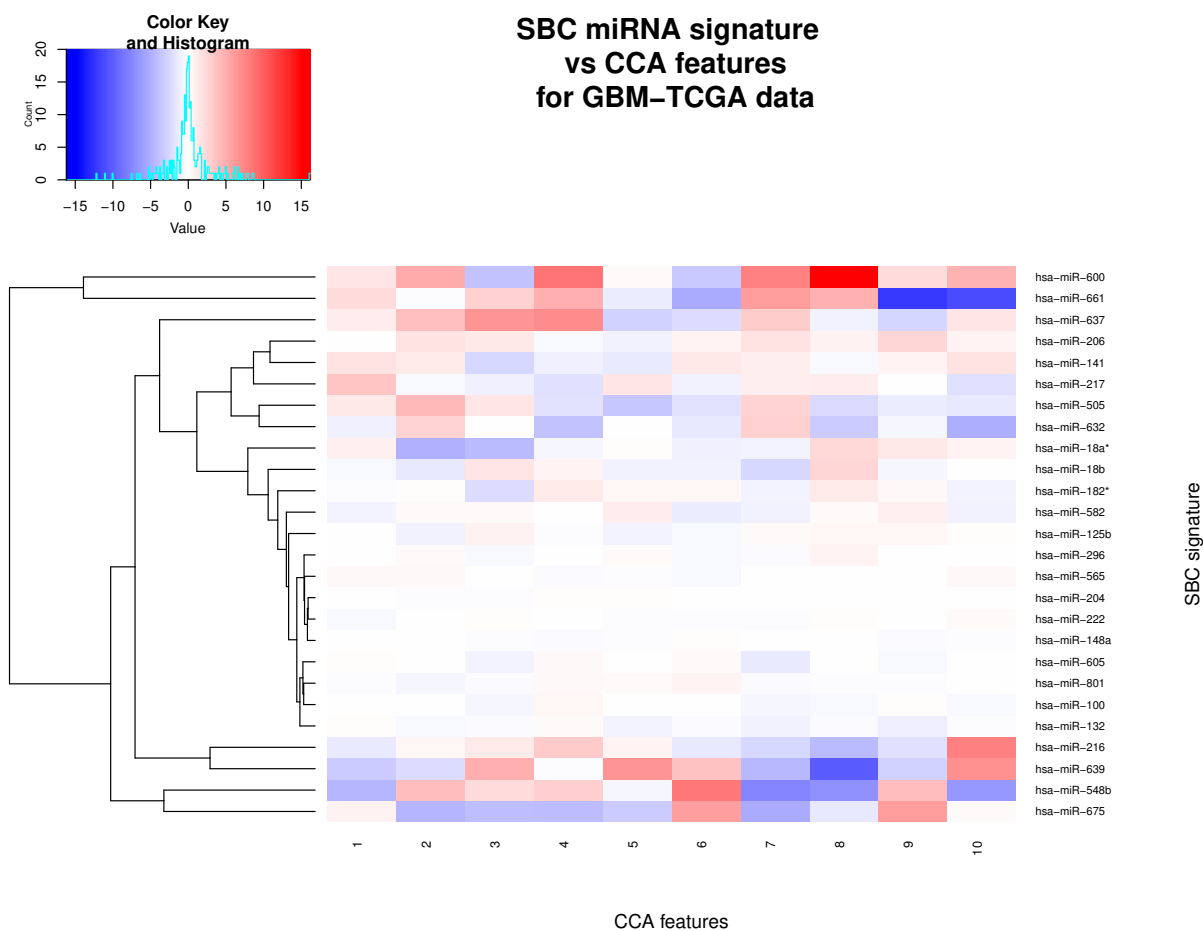 Color Key
and Histogram
SBC miRNA signature
vs CCA features
for GBM−TCGA data
Count
0 5 10 15 20
−15 −10 −5 0 5 10 15
Value
hsa−miR−600
hsa−miR−661
hsa−miR−637
hsa−miR−206
hsa−miR−141
hsa−miR−217
hsa−miR−505
hsa−miR−632
hsa−miR−18a*
hsa−miR−18b
hsa−miR−182*
hsa−miR−582
hsa−miR−125b
hsa−miR−296
hsa−miR−565
hsa−miR−204
hsa−miR−222
hsa−miR−148a
hsa−miR−605
hsa−miR−801
hsa−miR−100
hsa−miR−132
hsa−miR−216
hsa−miR−639
hsa−miR−548b
hsa−miR−675
SBC signature
1 2 3 4 5 6 7 8 9 10
CCA features